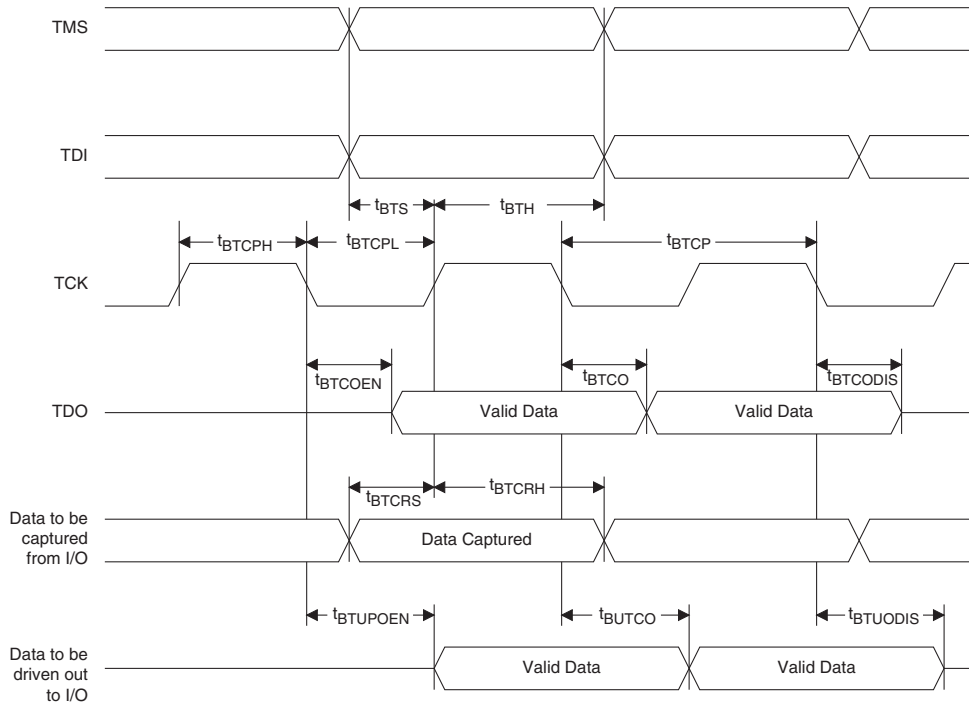 TMS
TDI
tBTS
tBTH
tBTCPH
tBTCPL
tBTCP
TCK
tBTCOEN
tBTCO
tBTCODIS
TDO
Valid Data
Valid Data
tBTCRS
tBTCRH
Data to be
captured
from I/O
Data Captured
tBTUPOEN
tBUTCO
tBTUODIS
Data to be
driven out
to I/O
Valid Data
Valid Data